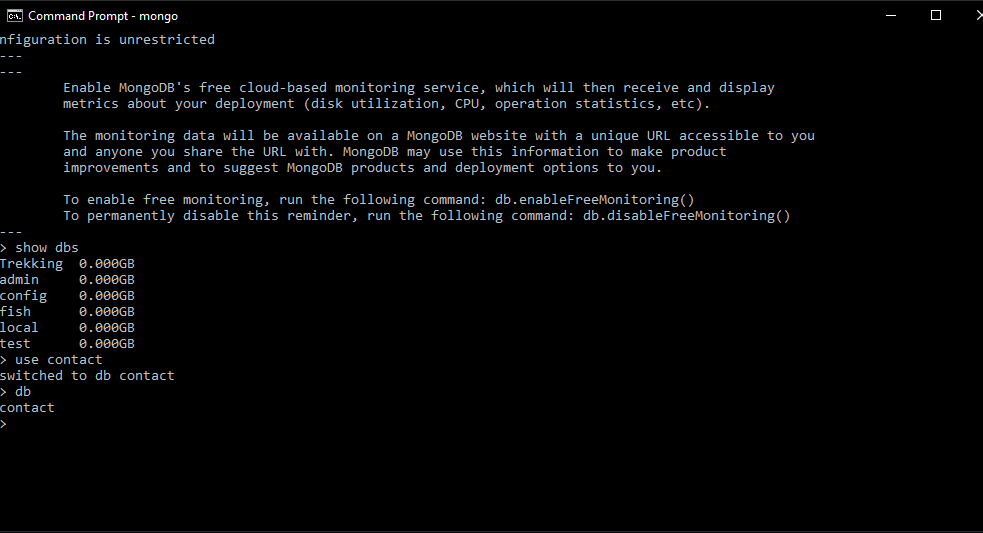 Command Prompt - mongo
nfiguration is unrestricted
---
---
Enable MongoDB's free cloud-based monitoring service, which will then receive and display
metrics about your deployment (disk utilization, CPU, operation statistics, etc).
The monitoring data will be available on a MongoDB website with a unique URL accessible to you
and anyone you share the URL with. MongoDB may use this information to make product
improvements and to suggest MongoDB products and deployment options to you.
To enable free monitoring, run the following command: db.enableFreeMonitoring()
To permanently disable this reminder, run the following command: db.disableFreeMonitoring()
---
> show dbs
Trekking  0.000GB
admin     0.000GB
config    0.000GB
fish      0.000GB
local     0.000GB
test      0.000GB
> use contact
switched to db contact
> db
contact
>